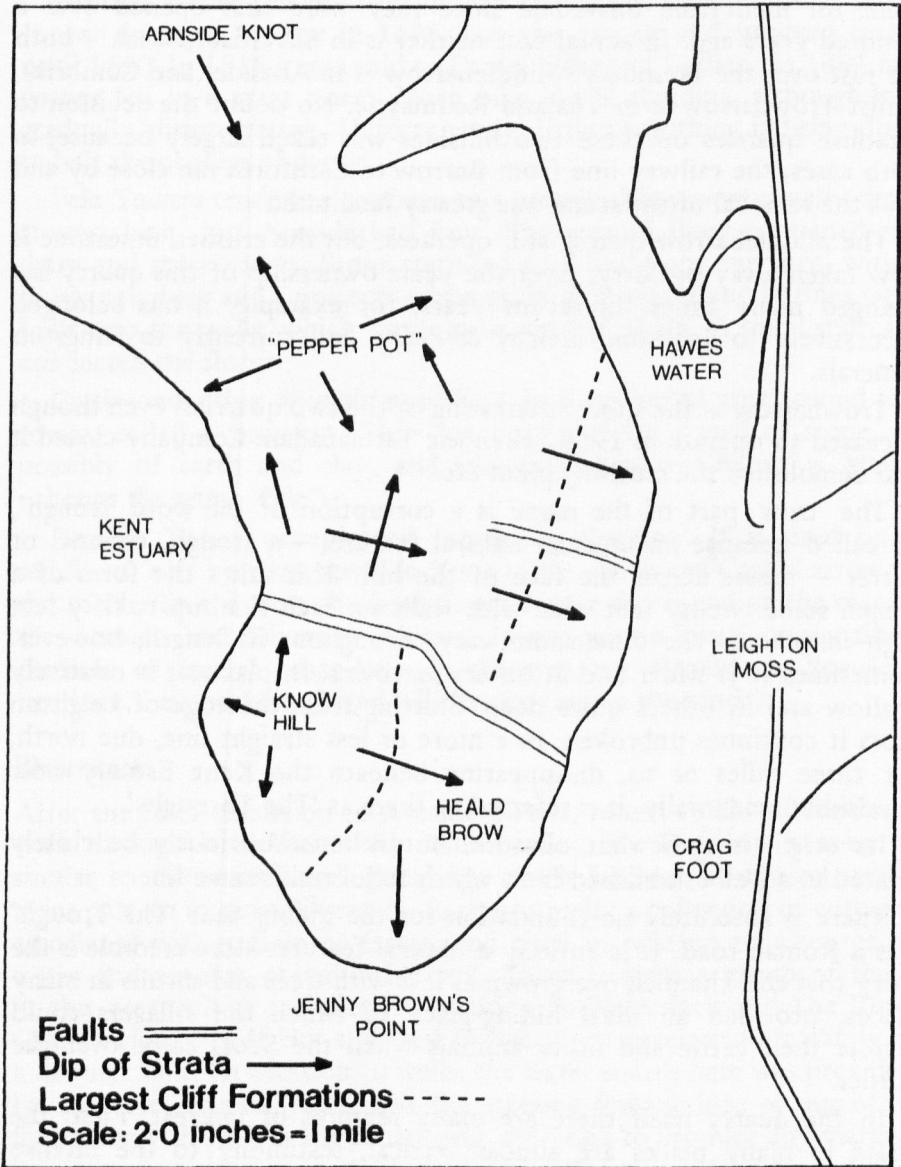 ARNSIDE KNOT
"PEPPER POT"
HAWES
WATER
KENT
ESTUARY
LEIGHTON
MOSS
KNOW
HILL
HEALD
BROW
CRAG
FOOT
JENNY BROWN'S
POINT
Faults
Dip of Strata
Largest Cliff Formations
Scale: 2·0 inches = 1 mile